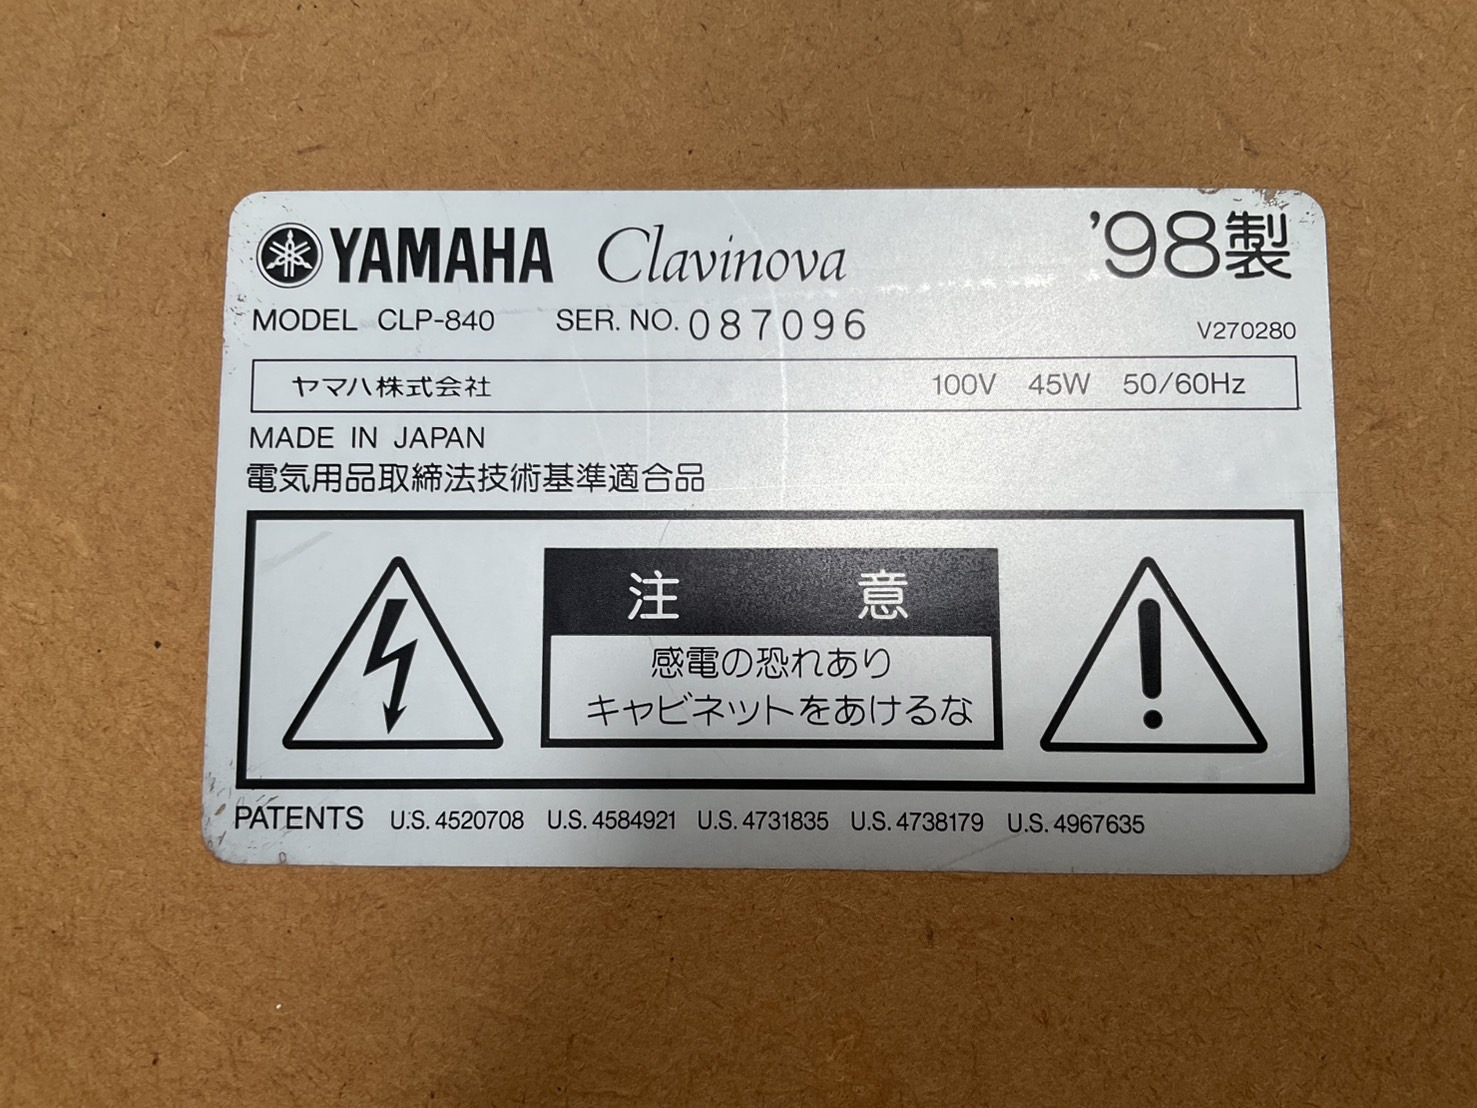 YAMAHA Clavinova '98製
MODEL CLP-840 SER. NO. 087096 V270280
ヤマハ株式会社 100V 45W 50/60Hz
MADE IN JAPAN
電気用品取締法技術基準適合品
注意
感電の恐れあり
キャビネットをあけるな
PATENTS U.S. 4520708 U.S. 4584921 U.S. 4731835 U.S. 4738179 U.S. 4967635